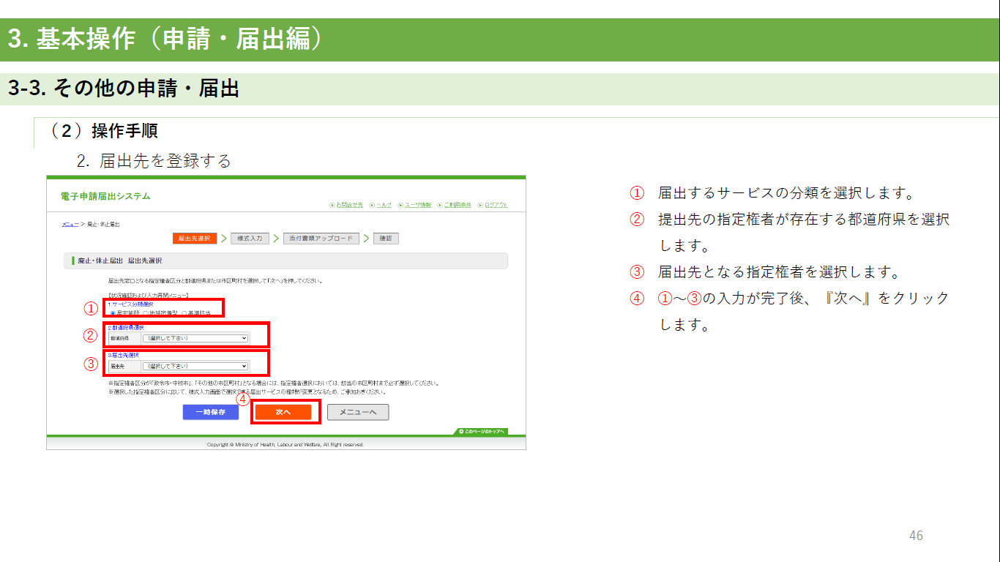 3. 基本操作（申請・届出編）
3-3. その他の申請・届出
（2）操作手順
2. 届出先を登録する
電子申請届出システム
お問合せ先 ヘルプ ユーザ情報 ご利用条件 ログアウト
メニュー > 廃止・休止届出
届出先選択 様式入力 添付書類アップロード 確認
廃止・休止届出 届出先選択
届出先窓口となる指定権者区分と都道府県または市区町村を選択して「次へ」を押してください。
【状況確認および入力再開メニュー】
① 1.サービス分類選択
居宅施設 地域密着型 基準該当
② 2.都道府県選択
都道府県 （選択して下さい）
③ 3.届出先選択
届出先 （選択して下さい）
※指定権者区分が「政令市・中核市」、「その他の市区町村」となる場合には、指定権者選択においては、該当の市区町村まで必ず選択してください。
※選択した指定権者区分に応じて、様式入力画面で選択できる届出サービスの種類が変更となるため、ご承知おきください。
④
一時保存 次へ メニューへ
このページのトップへ
Copyright © Ministry of Health, Labour and Welfare, All Right reserved.
① 届出するサービスの分類を選択します。
② 提出先の指定権者が存在する都道府県を選択
します。
③ 届出先となる指定権者を選択します。
④ ①～③の入力が完了後、『次へ』をクリック
します。
46